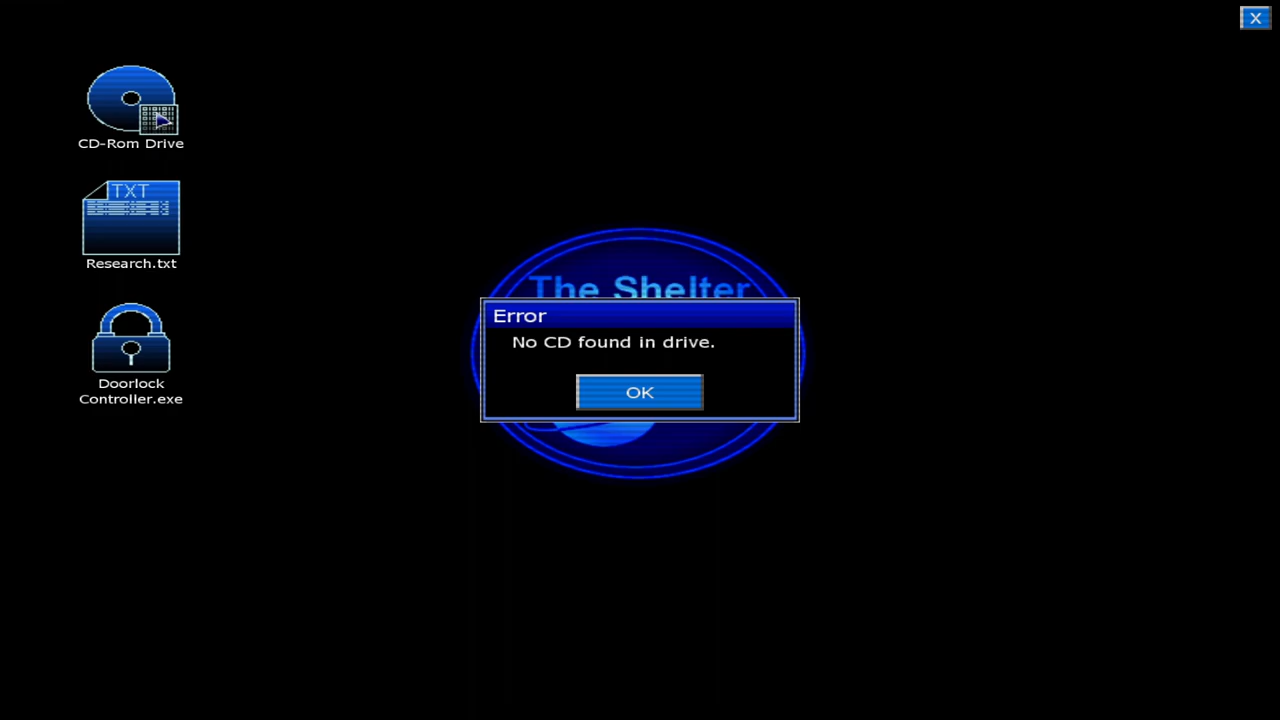 X
CD-Rom Drive
TXT
Research.txt
Doorlock
Controller.exe
The Shelter
Error
No CD found in drive.
OK